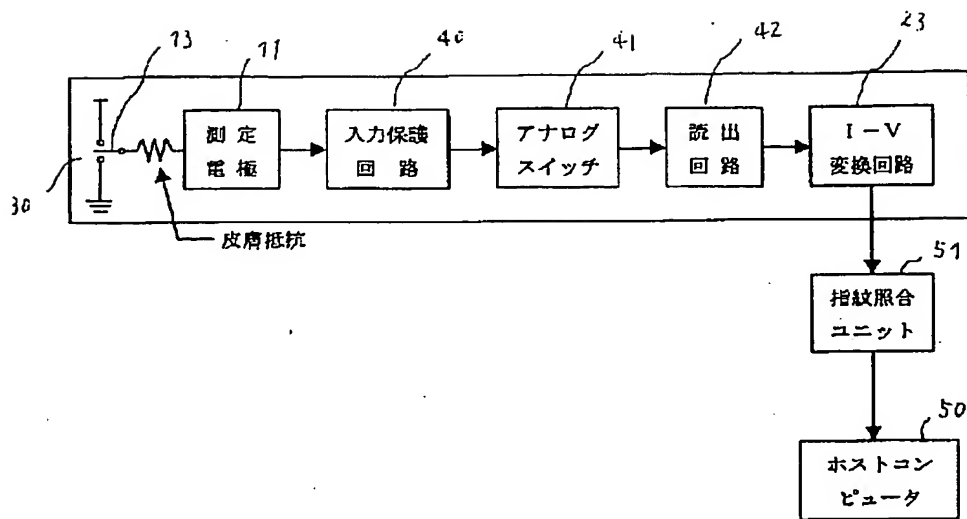 13
11
40
41
42
23
測定
電極
入力保護
回路
アナログ
スイッチ
読出
回路
I－V
変換回路
30
皮膚抵抗
51
指紋照合
ユニット
50
ホストコン
ピュータ